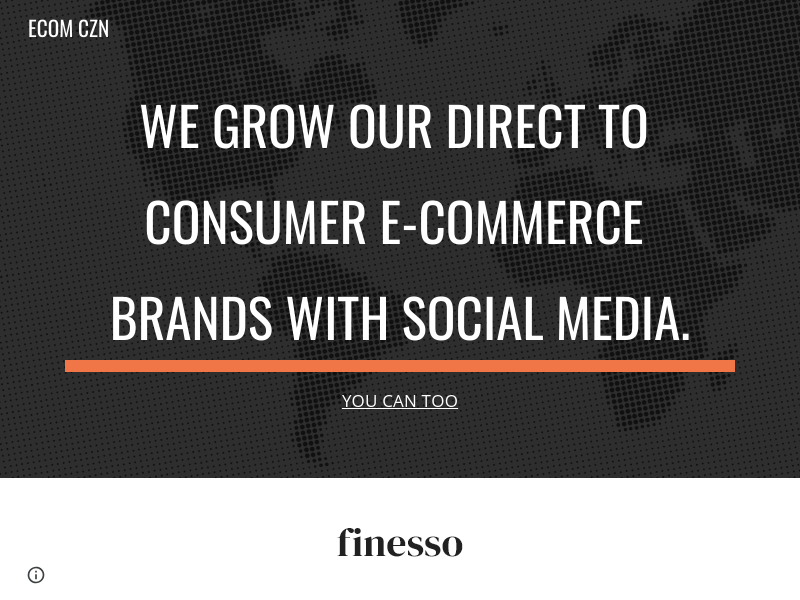 ECOM CZN
WE GROW OUR DIRECT TO
CONSUMER E-COMMERCE
BRANDS WITH SOCIAL MEDIA.
YOU CAN TOO
finesso